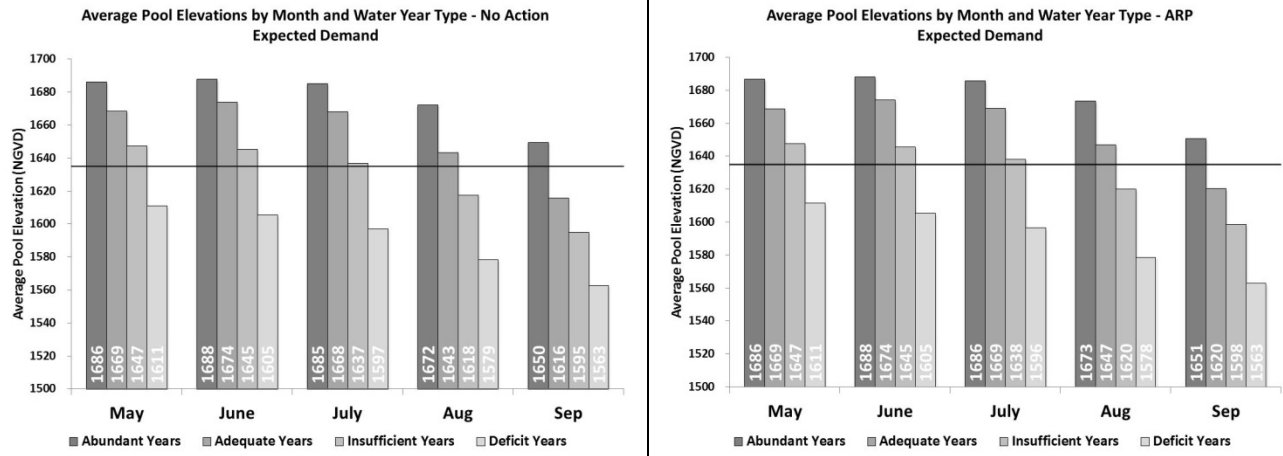 Average Pool Elevations by Month and Water Year Type - No Action
Expected Demand
Average Pool Elevation (NGVD)
1700
1680
1660
1640
1620
1600
1580
1560
1540
1520
1500
1686 1669 1647 1611
1688 1674 1645 1605
1685 1668 1637 1597
1672 1643 1618 1579
1650 1616 1595 1563
May June July Aug Sep
Abundant Years Adequate Years Insufficient Years Deficit Years
Average Pool Elevations by Month and Water Year Type - ARP
Expected Demand
Average Pool Elevation (NGVD)
1700
1680
1660
1640
1620
1600
1580
1560
1540
1520
1500
1686 1669 1647 1611
1688 1674 1645 1605
1686 1669 1638 1596
1673 1647 1620 1578
1651 1620 1598 1563
May June July Aug Sep
Abundant Years Adequate Years Insufficient Years Deficit Years